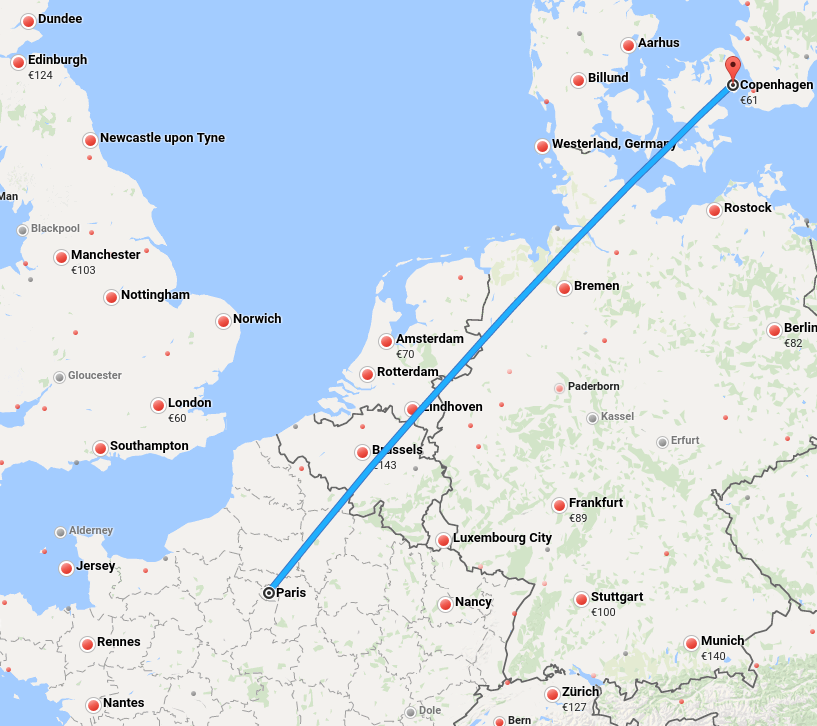 Dundee
Aarhus
Edinburgh
€124
Billund
Copenhagen
€61
Newcastle upon Tyne
Westerland, Germany
Man
Rostock
Blackpool
Manchester
€103
Bremen
Nottingham
Norwich
Berlin
€82
Amsterdam
€70
Rotterdam
Gloucester
Paderborn
London
€60
Eindhoven
Kassel
Erfurt
Southampton
Brussels
€143
Frankfurt
€89
Alderney
Luxembourg City
Jersey
Paris
Stuttgart
€100
Nancy
Rennes
Munich
€140
Zürich
€127
Nantes
Dole
Bern